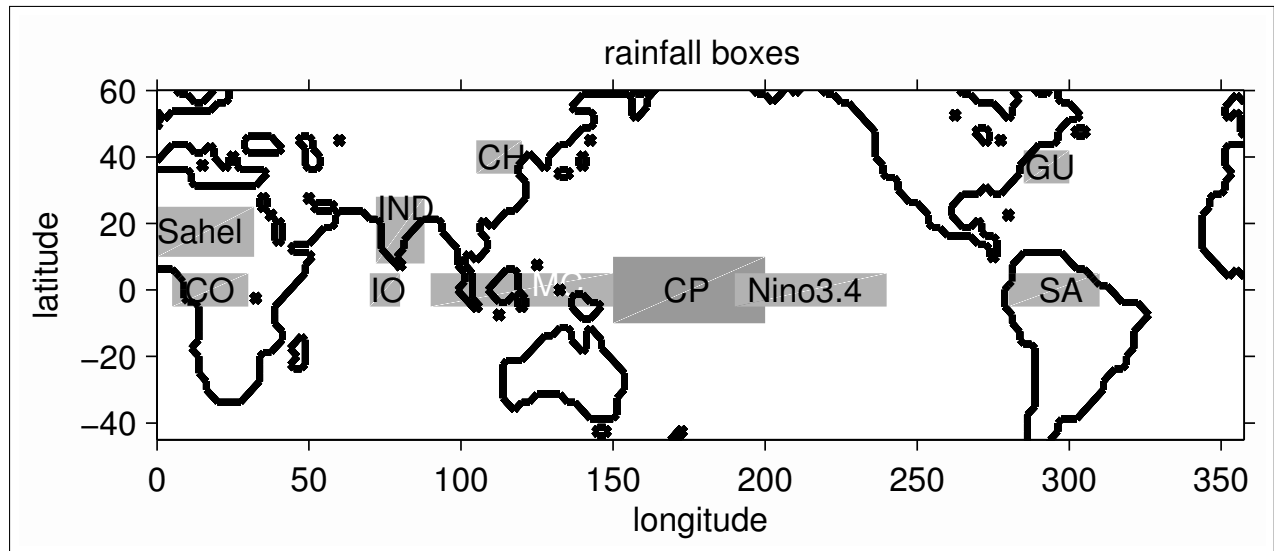 rainfall boxes
60
40
20
0
−20
−40
latitude
CH
GU
IND
Sahel
CO
IO
MC
CP
Nino3.4
SA
0 50 100 150 200 250 300 350
longitude